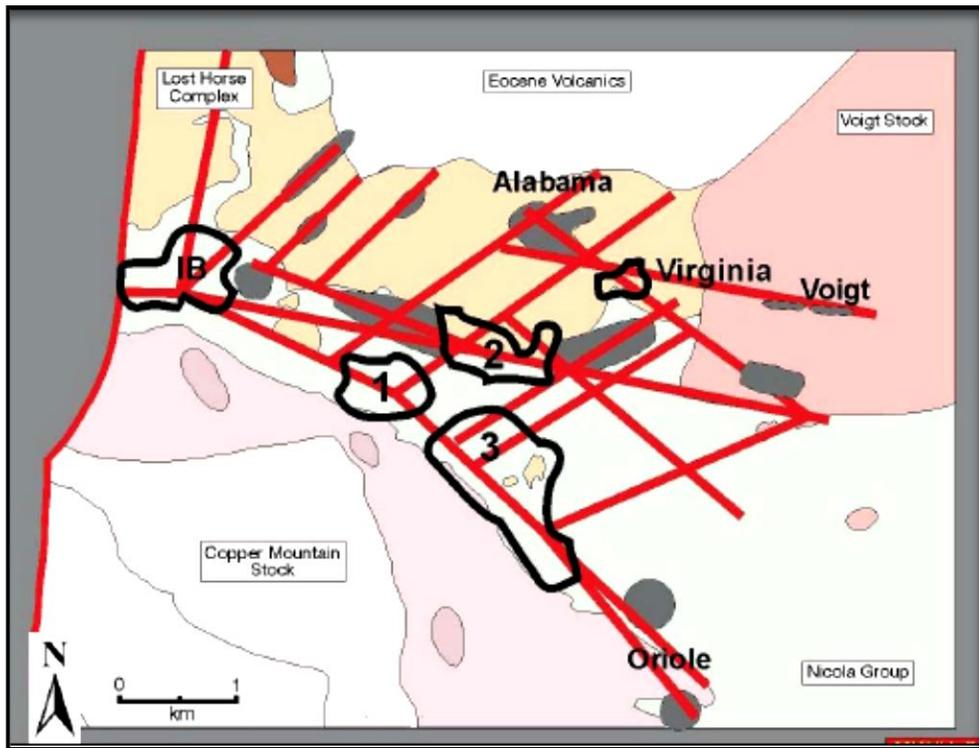 Lost Horse
Complex
Eocene Volcanics
Voigt Stock
Alabama
IB
Virginia
Voigt
2
1
3
Copper Mountain
Stock
Oriole
Nicola Group
N
0 1
km